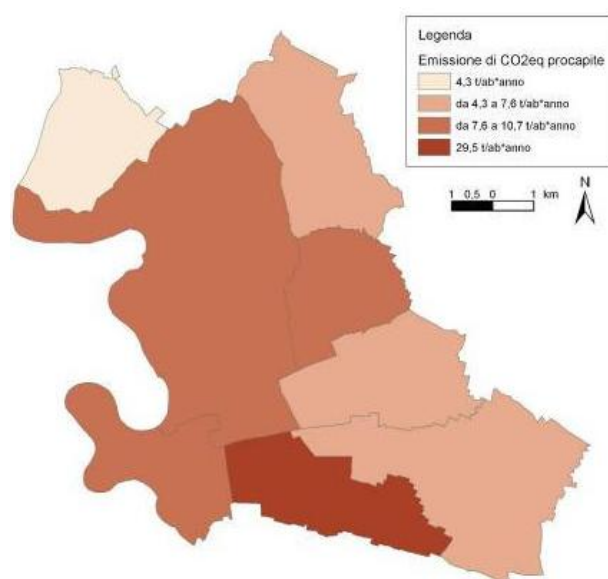 Legenda
Emissione di CO2eq procapite
4,3 t/ab*anno
da 4,3 a 7,6 t/ab*anno
da 7,6 a 10,7 t/ab*anno
29,5 t/ab*anno
1 0,5 0 1 km
N